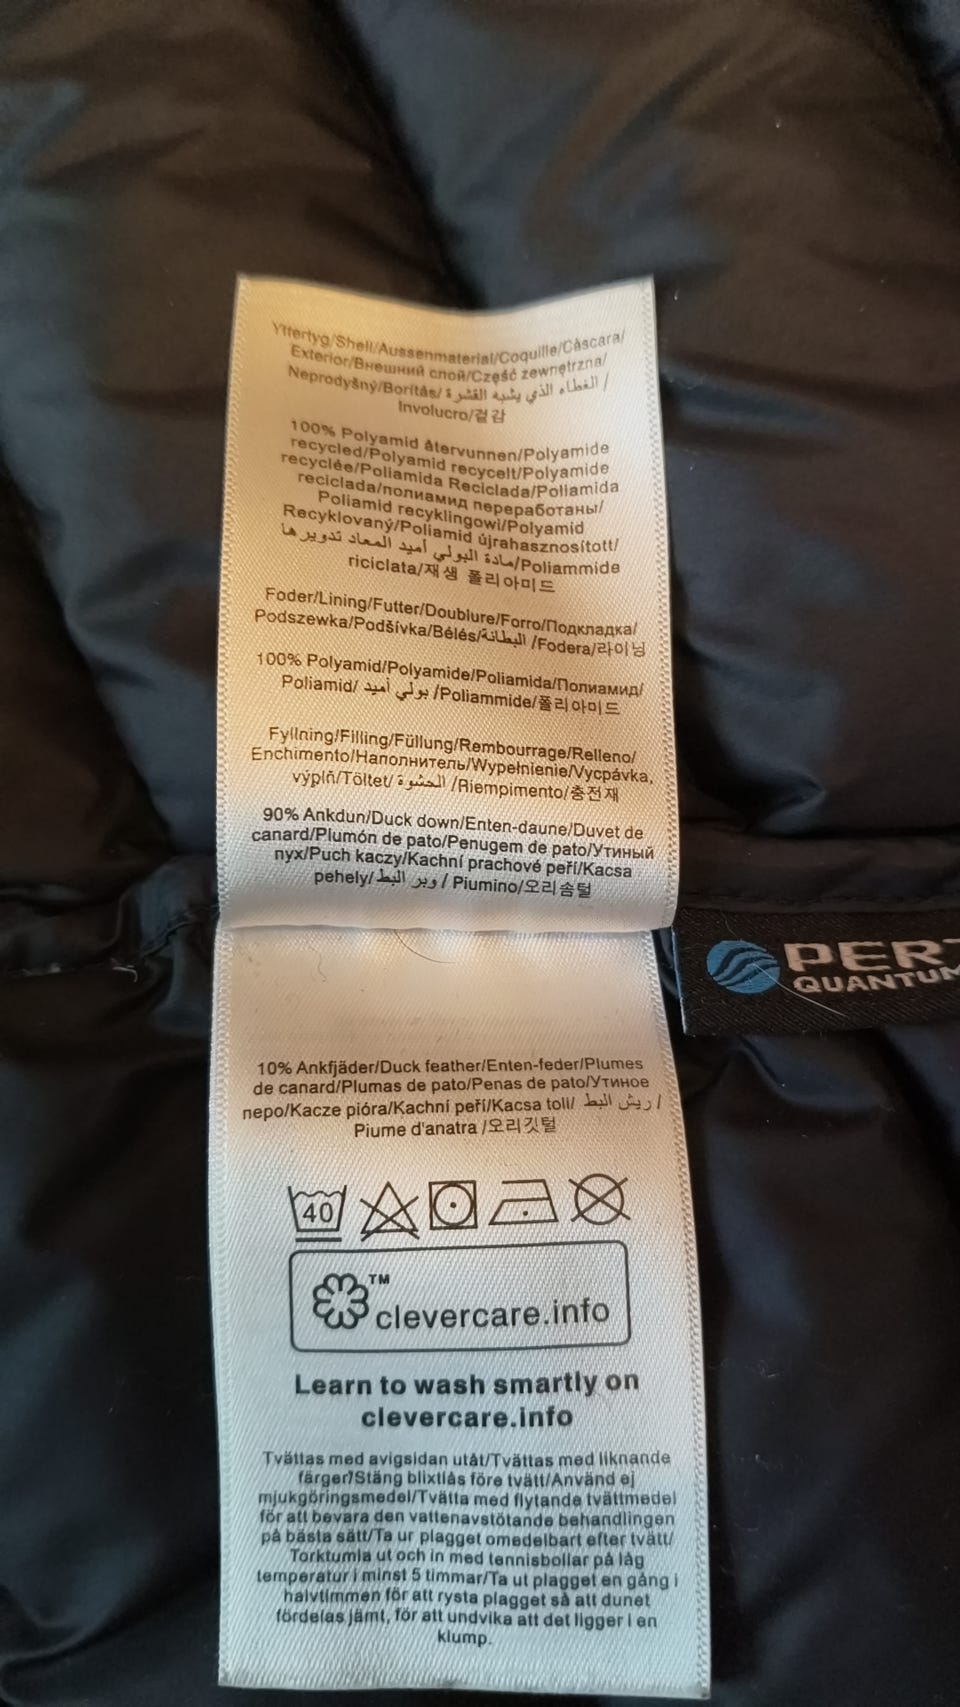 Yttertyg/Shell/Aussenmaterial/Coquille/Càscara/
Exterior/Внешний слой/Część zewnętrzna/
Neprodyšný/Borítás/ الغطاء الذي يشبه القشرة /
Involucro/겉감
100% Polyamid återvunnen/Polyamide
recycled/Polyamid recycelt/Polyamide
recyclée/Poliamida Reciclada/Poliamida
reciclada/полиамид переработаны/
Poliamid recyklingowi/Polyamid
Recyklovaný/Poliamid újrahasznosított/
مادة البولي أميد المعاد تدويرها/Poliammide
riciclata/재생 폴리아미드
Foder/Lining/Futter/Doublure/Forro/Подкладка/
Podszewka/Podšívka/Bélés/البطانة /Fodera/라이닝
100% Polyamid/Polyamide/Poliamida/Полиамид/
Poliamid/ بولي أميد /Poliammide/폴리아미드
Fyllning/Filling/Füllung/Rembourrage/Relleno/
Enchimento/Наполнитель/Wypełnienie/Vycpávka,
výplň/Töltet/ الحشوة /Riempimento/충전재
90% Ankdun/Duck down/Enten-daune/Duvet de
canard/Plumón de pato/Penugem de pato/Утиный
пух/Puch kaczy/Kachní prachové peří/Kacsa
pehely/وبر البط / Piumino/오리솜털
PER
QUANTUM
10% Ankfjäder/Duck feather/Enten-feder/Plumes
de canard/Plumas de pato/Penas de pato/Утиное
перо/Kacze pióra/Kachní peří/Kacsa toll/ ريش البط /
Piume d'anatra /오리깃털
40
TM
clevercare.info
Learn to wash smartly on
clevercare.info
Tvättas med avigsidan utåt/Tvättas med liknande
färger/Stäng blixtlås före tvätt/Använd ej
mjukgöringsmedel/Tvätta med flytande tvättmedel
för att bevara den vattenavstötande behandlingen
på bästa sätt/Ta ur plagget omedelbart efter tvätt/
Torktumla ut och in med tennisbollar på låg
temperatur i minst 5 timmar/Ta ut plagget en gång i
halvtimmen för att rysta plagget så att dunet
fördelas jämt, för att undvika att det ligger i en
klump.